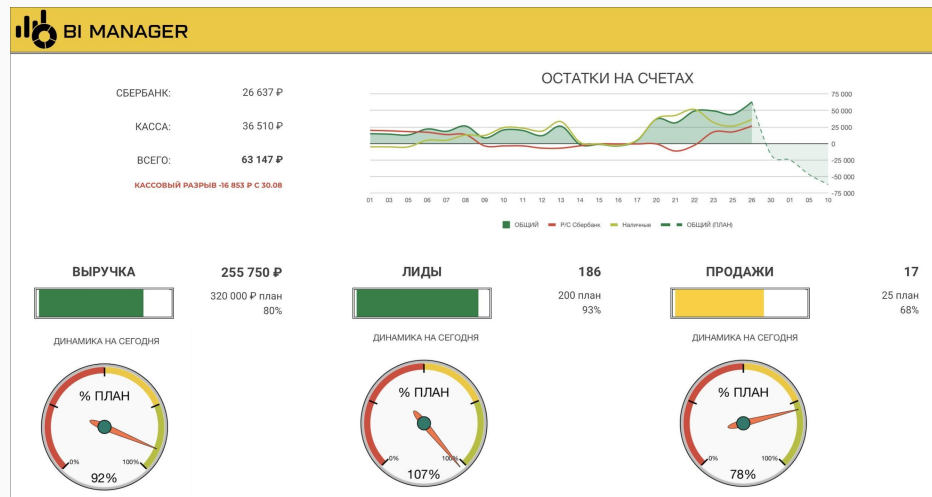 BI MANAGER
СБЕРБАНК: 26 637 ₽
КАССА: 36 510 ₽
ВСЕГО: 63 147 ₽
КАССОВЫЙ РАЗРЫВ -16 853 ₽ С 30.08
ОСТАТКИ НА СЧЕТАХ
75 000
50 000
25 000
0
-25 000
-50 000
-75 000
01 03 05 06 07 08 09 10 11 12 13 14 15 16 17 20 21 22 23 25 26 30 01 05 10
ОБЩИЙ Р/С Сбербанк Наличные ОБЩИЙ (ПЛАН)
ВЫРУЧКА 255 750 ₽
320 000 ₽ план
80%
ДИНАМИКА НА СЕГОДНЯ
% ПЛАН
0% 100%
92%
ЛИДЫ 186
200 план
93%
ДИНАМИКА НА СЕГОДНЯ
% ПЛАН
0% 100%
107%
ПРОДАЖИ 17
25 план
68%
ДИНАМИКА НА СЕГОДНЯ
% ПЛАН
0% 100%
78%